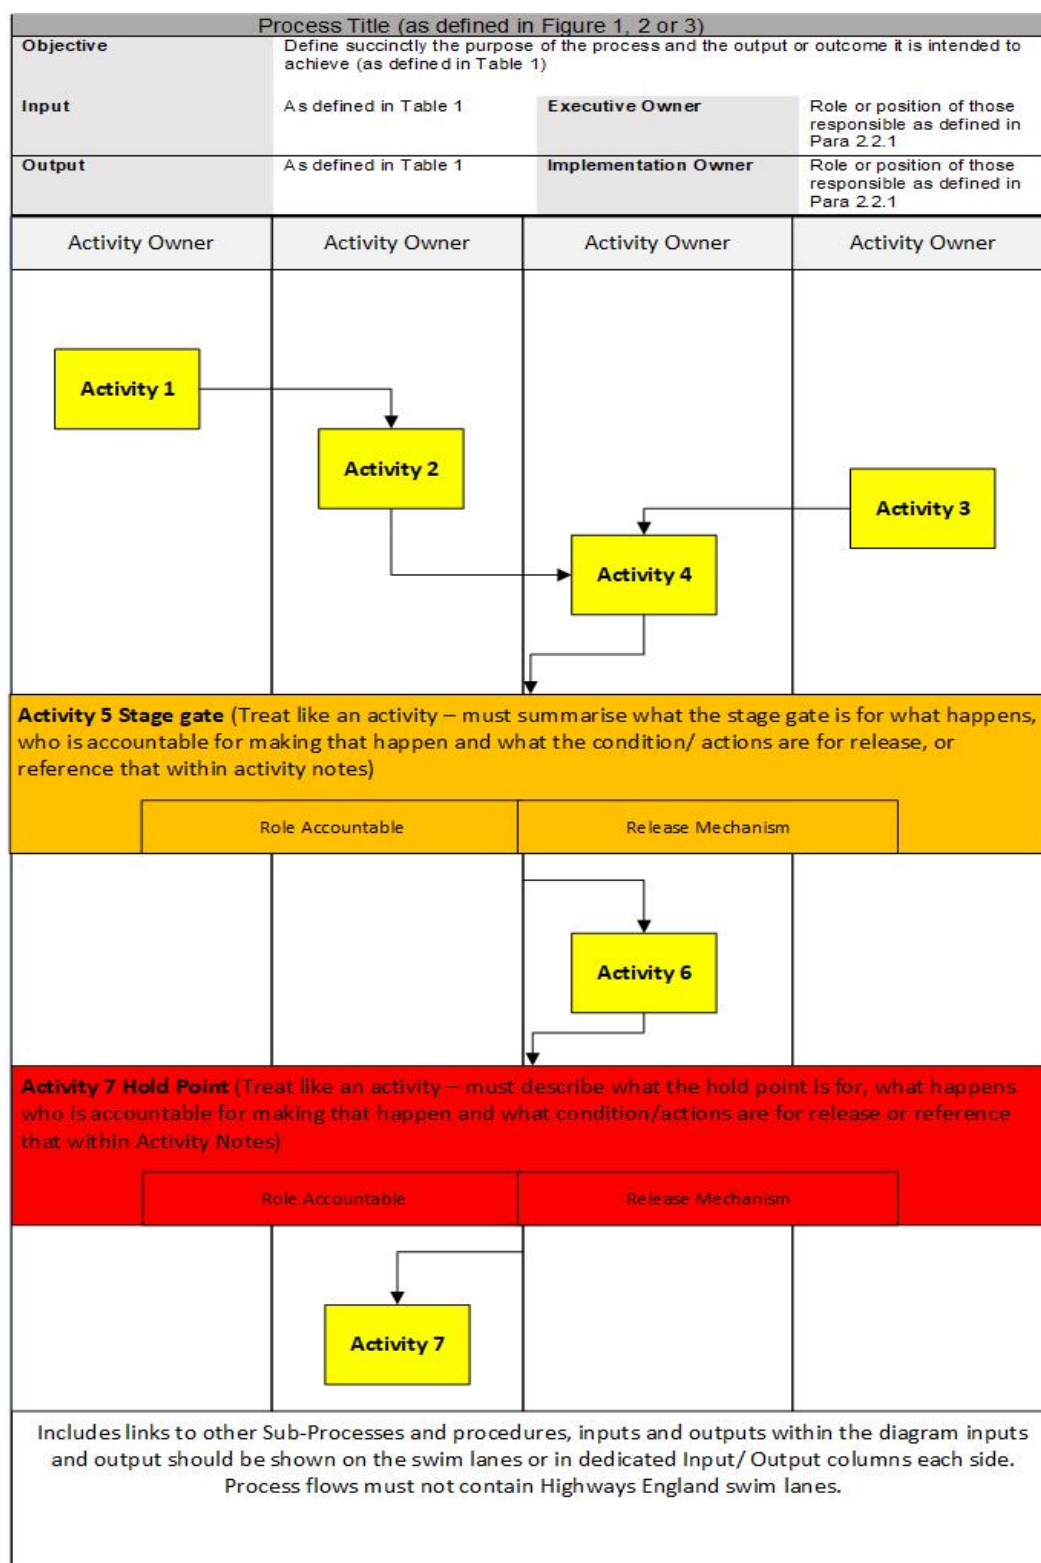 Process Title (as defined in Figure 1, 2 or 3)
Objective
Define succinctly the purpose of the process and the output or outcome it is intended to
achieve (as defined in Table 1)
Input
As defined in Table 1
Executive Owner
Role or position of those
responsible as defined in
Para 2.2.1
Output
As defined in Table 1
Implementation Owner
Role or position of those
responsible as defined in
Para 2.2.1
Activity Owner
Activity Owner
Activity Owner
Activity Owner
Activity 1
Activity 2
Activity 3
Activity 4
Activity 5 Stage gate (Treat like an activity – must summarise what the stage gate is for what happens,
who is accountable for making that happen and what the condition/ actions are for release, or
reference that within activity notes)
Role Accountable
Release Mechanism
Activity 6
Activity 7 Hold Point (Treat like an activity – must describe what the hold point is for, what happens
who is accountable for making that happen and what condition/actions are for release or reference
that within Activity Notes)
Role Accountable
Release Mechanism
Activity 7
Includes links to other Sub-Processes and procedures, inputs and outputs within the diagram inputs
and output should be shown on the swim lanes or in dedicated Input/ Output columns each side.
Process flows must not contain Highways England swim lanes.